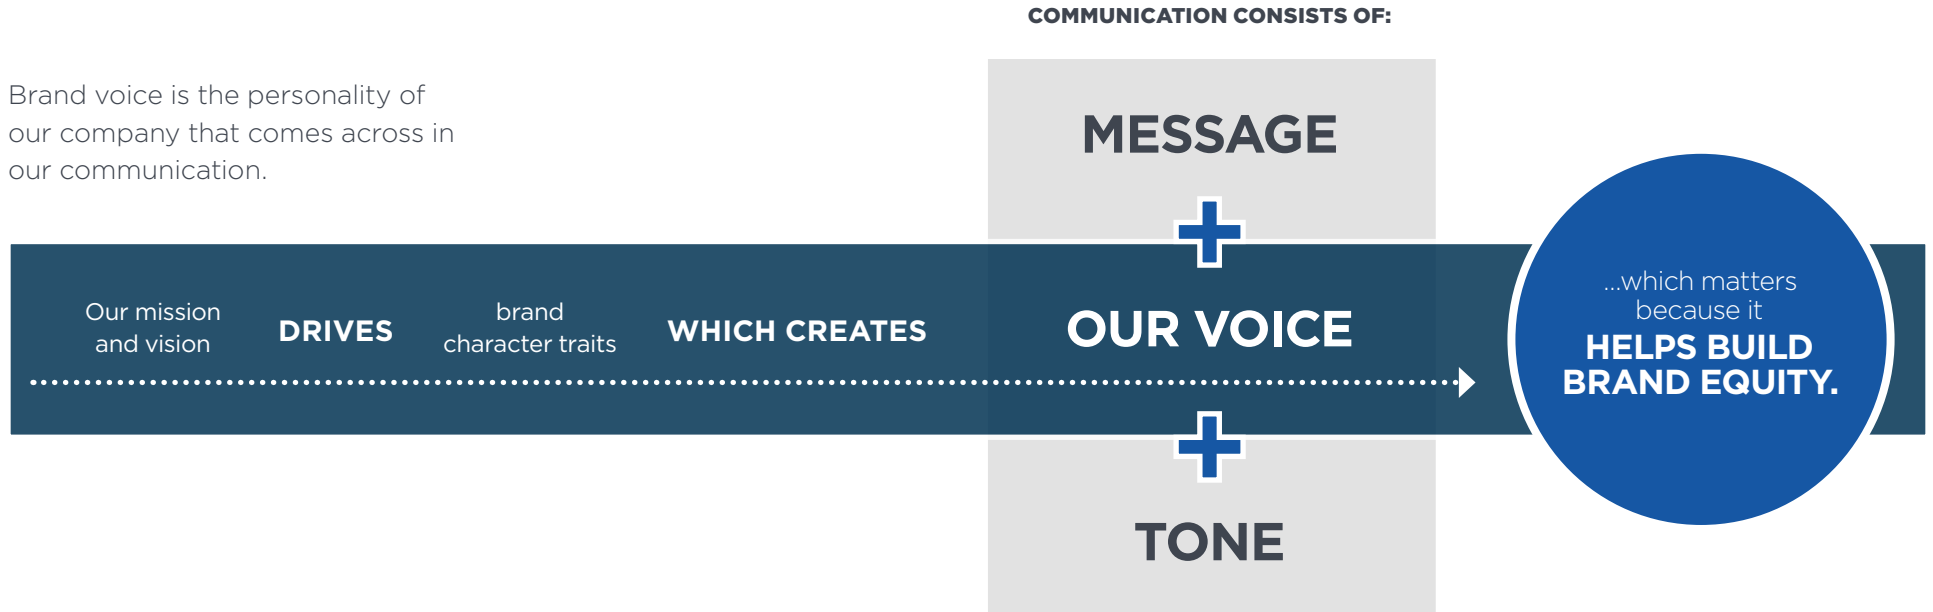 COMMUNICATION CONSISTS OF:
Brand voice is the personality of
our company that comes across in
our communication.
MESSAGE
Our mission
and vision
DRIVES
brand
character traits
WHICH CREATES
OUR VOICE
...which matters
because it
HELPS BUILD
BRAND EQUITY.
TONE